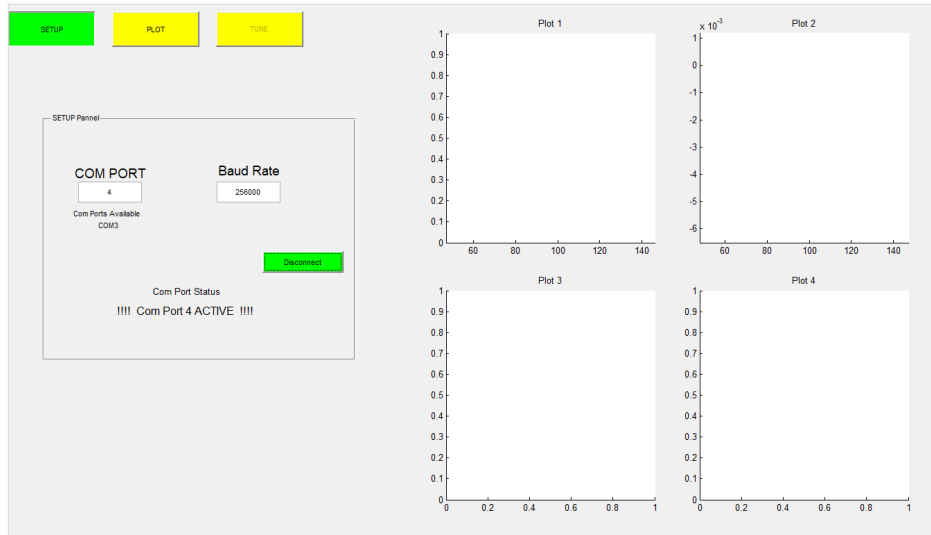 SETUP PLOT TUNE
SETUP Pannel
COM PORT Baud Rate
4 256000
Com Ports Available
COM3
Disconnect
Com Port Status
!!!! Com Port 4 ACTIVE !!!!
Plot 1
1
0.9
0.8
0.7
0.6
0.5
0.4
0.3
0.2
0.1
0
60 80 100 120 140
Plot 2
x 10-3
1
0
-1
-2
-3
-4
-5
-6
60 80 100 120 140
Plot 3
1
0.9
0.8
0.7
0.6
0.5
0.4
0.3
0.2
0.1
0
0 0.2 0.4 0.6 0.8 1
Plot 4
1
0.9
0.8
0.7
0.6
0.5
0.4
0.3
0.2
0.1
0
0 0.2 0.4 0.6 0.8 1